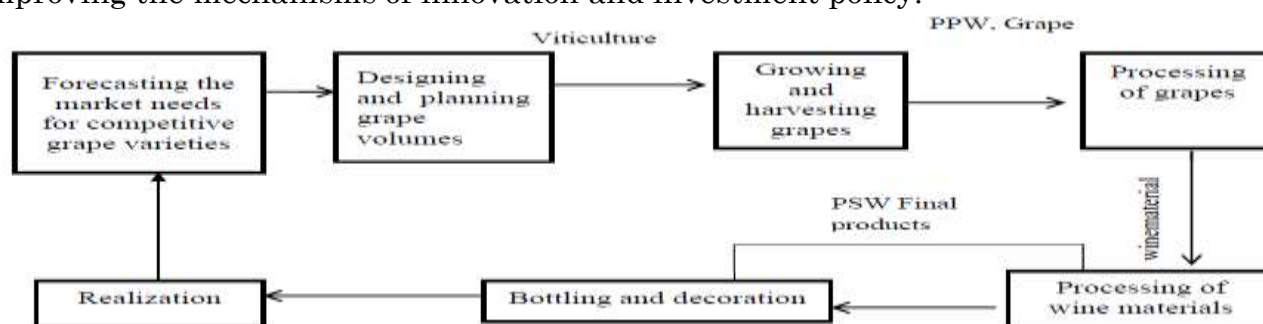 mproving the mechanisms of innovation and investment policy.
PPW, Grape
Viticulture
Forecasting the
market needs
for competitive
grape varieties
Designing
and planning
grape
volumes
Growing
and
harvesting
grapes
Processing
of grapes
winematerial
PSW Final
products
Realization
Bottling and decoration
Processing of
wine materials